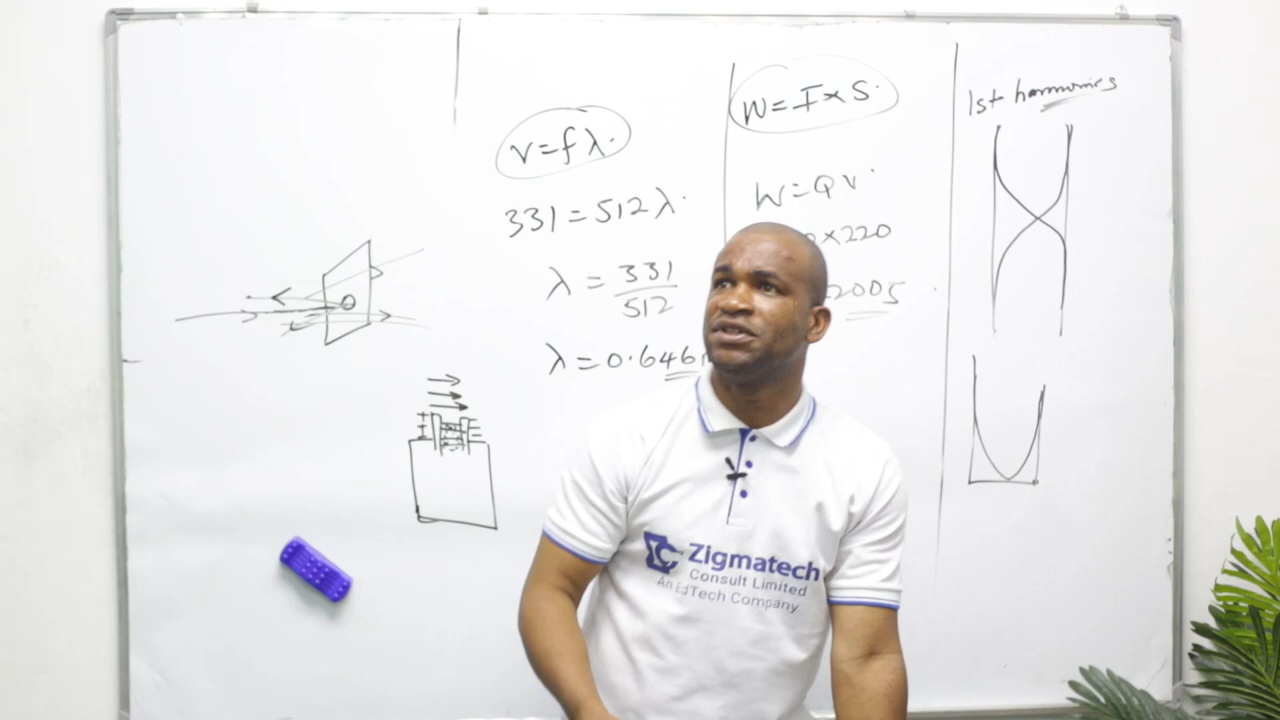 v=fλ.
331=512λ.
λ = 331/512
λ=0.646
W=I×S.
W=QV.
×220
2005
1st harmonics
Zigmatech
Consult Limited
An EdTech Company